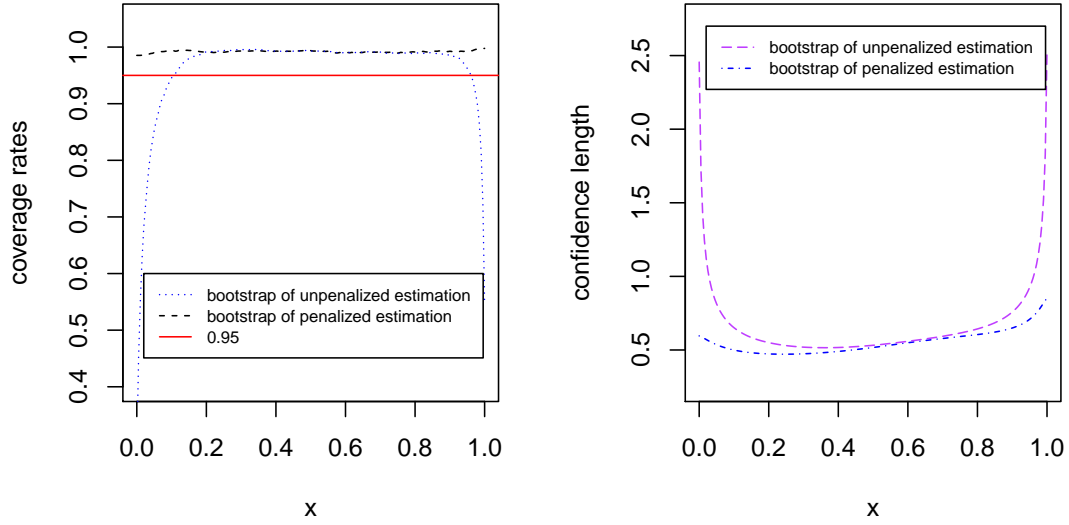 coverage rates
1.0
0.9
0.8
0.7
0.6
0.5
0.4
bootstrap of unpenalized estimation
bootstrap of penalized estimation
0.95
0.0 0.2 0.4 0.6 0.8 1.0
x
confidence length
2.5
2.0
1.5
1.0
0.5
bootstrap of unpenalized estimation
bootstrap of penalized estimation
0.0 0.2 0.4 0.6 0.8 1.0
x